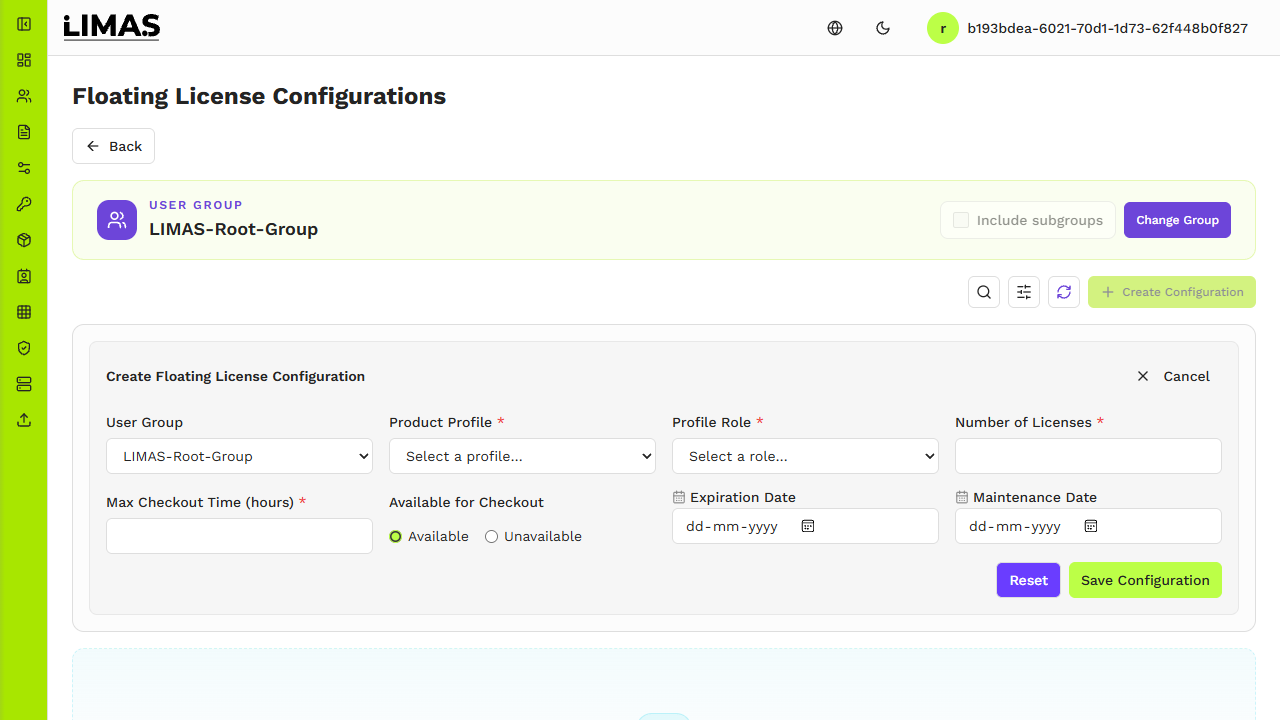 LIMAS
r
b193bdea-6021-70d1-1d73-62f448b0f827
Floating License Configurations
Back
USER GROUP
LIMAS-Root-Group
Include subgroups
Change Group
Create Configuration
Create Floating License Configuration
Cancel
User Group
Product Profile *
Profile Role *
Number of Licenses *
LIMAS-Root-Group
Select a profile...
Select a role...
Max Checkout Time (hours) *
Available for Checkout
Expiration Date
Maintenance Date
Available
Unavailable
dd-mm-yyyy
dd-mm-yyyy
Reset
Save Configuration